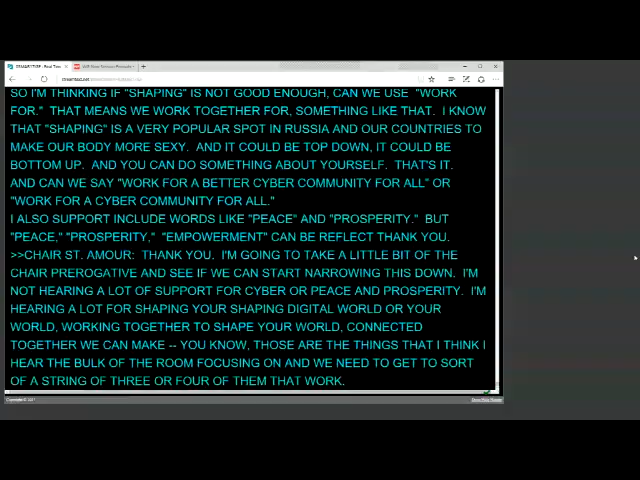 SO I'M THINKING IF "SHAPING" IS NOT GOOD ENOUGH, CAN WE USE "WORK
FOR." THAT MEANS WE WORK TOGETHER FOR, SOMETHING LIKE THAT. I KNOW
THAT "SHAPING" IS A VERY POPULAR SPOT IN RUSSIA AND OUR COUNTRIES TO
MAKE OUR BODY MORE SEXY. AND IT COULD BE TOP DOWN, IT COULD BE
BOTTOM UP. AND YOU CAN DO SOMETHING ABOUT YOURSELF. THAT'S IT.
AND CAN WE SAY "WORK FOR A BETTER CYBER COMMUNITY FOR ALL" OR
"WORK FOR A CYBER COMMUNITY FOR ALL."
I ALSO SUPPORT INCLUDE WORDS LIKE "PEACE" AND "PROSPERITY." BUT
"PEACE," "PROSPERITY," "EMPOWERMENT" CAN BE REFLECT THANK YOU.
>>CHAIR ST. AMOUR: THANK YOU. I'M GOING TO TAKE A LITTLE BIT OF THE
CHAIR PREROGATIVE AND SEE IF WE CAN START NARROWING THIS DOWN. I'M
NOT HEARING A LOT OF SUPPORT FOR CYBER OR PEACE AND PROSPERITY. I'M
HEARING A LOT FOR SHAPING YOUR SHAPING DIGITAL WORLD OR YOUR
WORLD, WORKING TOGETHER TO SHAPE YOUR WORLD, CONNECTED
TOGETHER WE CAN MAKE -- YOU KNOW, THOSE ARE THE THINGS THAT I THINK I
HEAR THE BULK OF THE ROOM FOCUSING ON AND WE NEED TO GET TO SORT
OF A STRING OF THREE OR FOUR OF THEM THAT WORK.